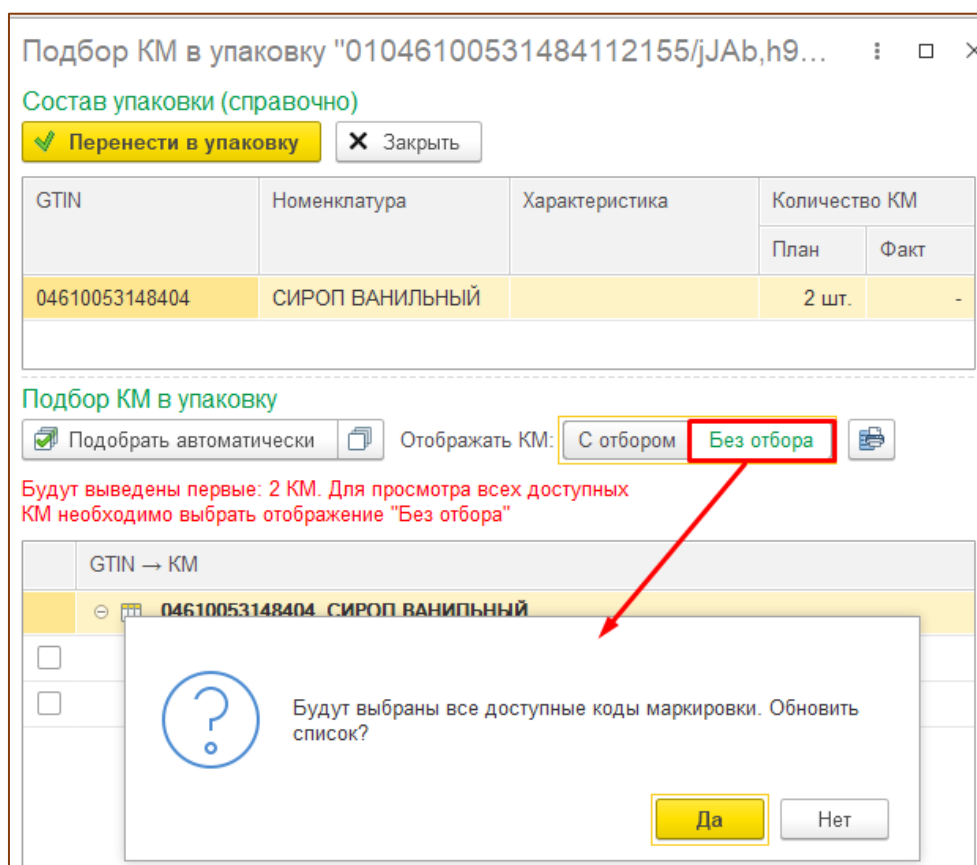 Подбор КМ в упаковку "01046100531484112155/jJAb,h9...
Состав упаковки (справочно)
Перенести в упаковку Закрыть
GTIN Номенклатура Характеристика Количество КМ
План Факт
04610053148404 СИРОП ВАНИЛЬНЫЙ 2 шт. -
Подбор КМ в упаковку
Подобрать автоматически Отображать КМ: С отбором Без отбора
Будут выведены первые: 2 КМ. Для просмотра всех доступных
КМ необходимо выбрать отображение "Без отбора"
GTIN → КМ
04610053148404 СИРОП ВАНИЛЬНЫЙ
Будут выбраны все доступные коды маркировки. Обновить
список?
Да Нет